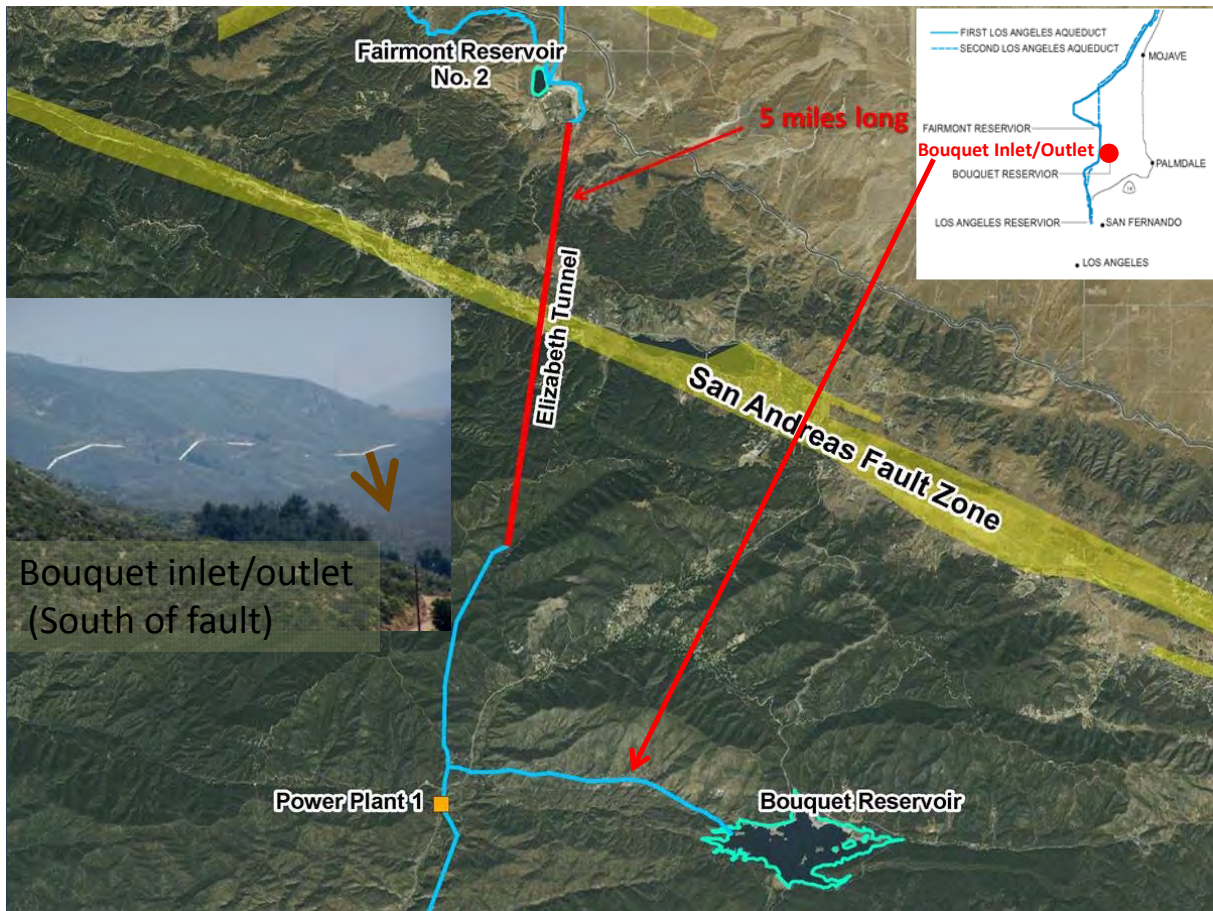 Fairmont Reservoir
No. 2
5 miles long
Elizabeth Tunnel
San Andreas Fault Zone
Bouquet inlet/outlet
(South of fault)
Power Plant 1
Bouquet Reservoir
FIRST LOS ANGELES AQUEDUCT
SECOND LOS ANGELES AQUEDUCT
MOJAVE
FAIRMONT RESERVIOR
Bouquet Inlet/Outlet
PALMDALE
BOUQUET RESERVIOR
LOS ANGELES RESERVIOR
SAN FERNANDO
LOS ANGELES